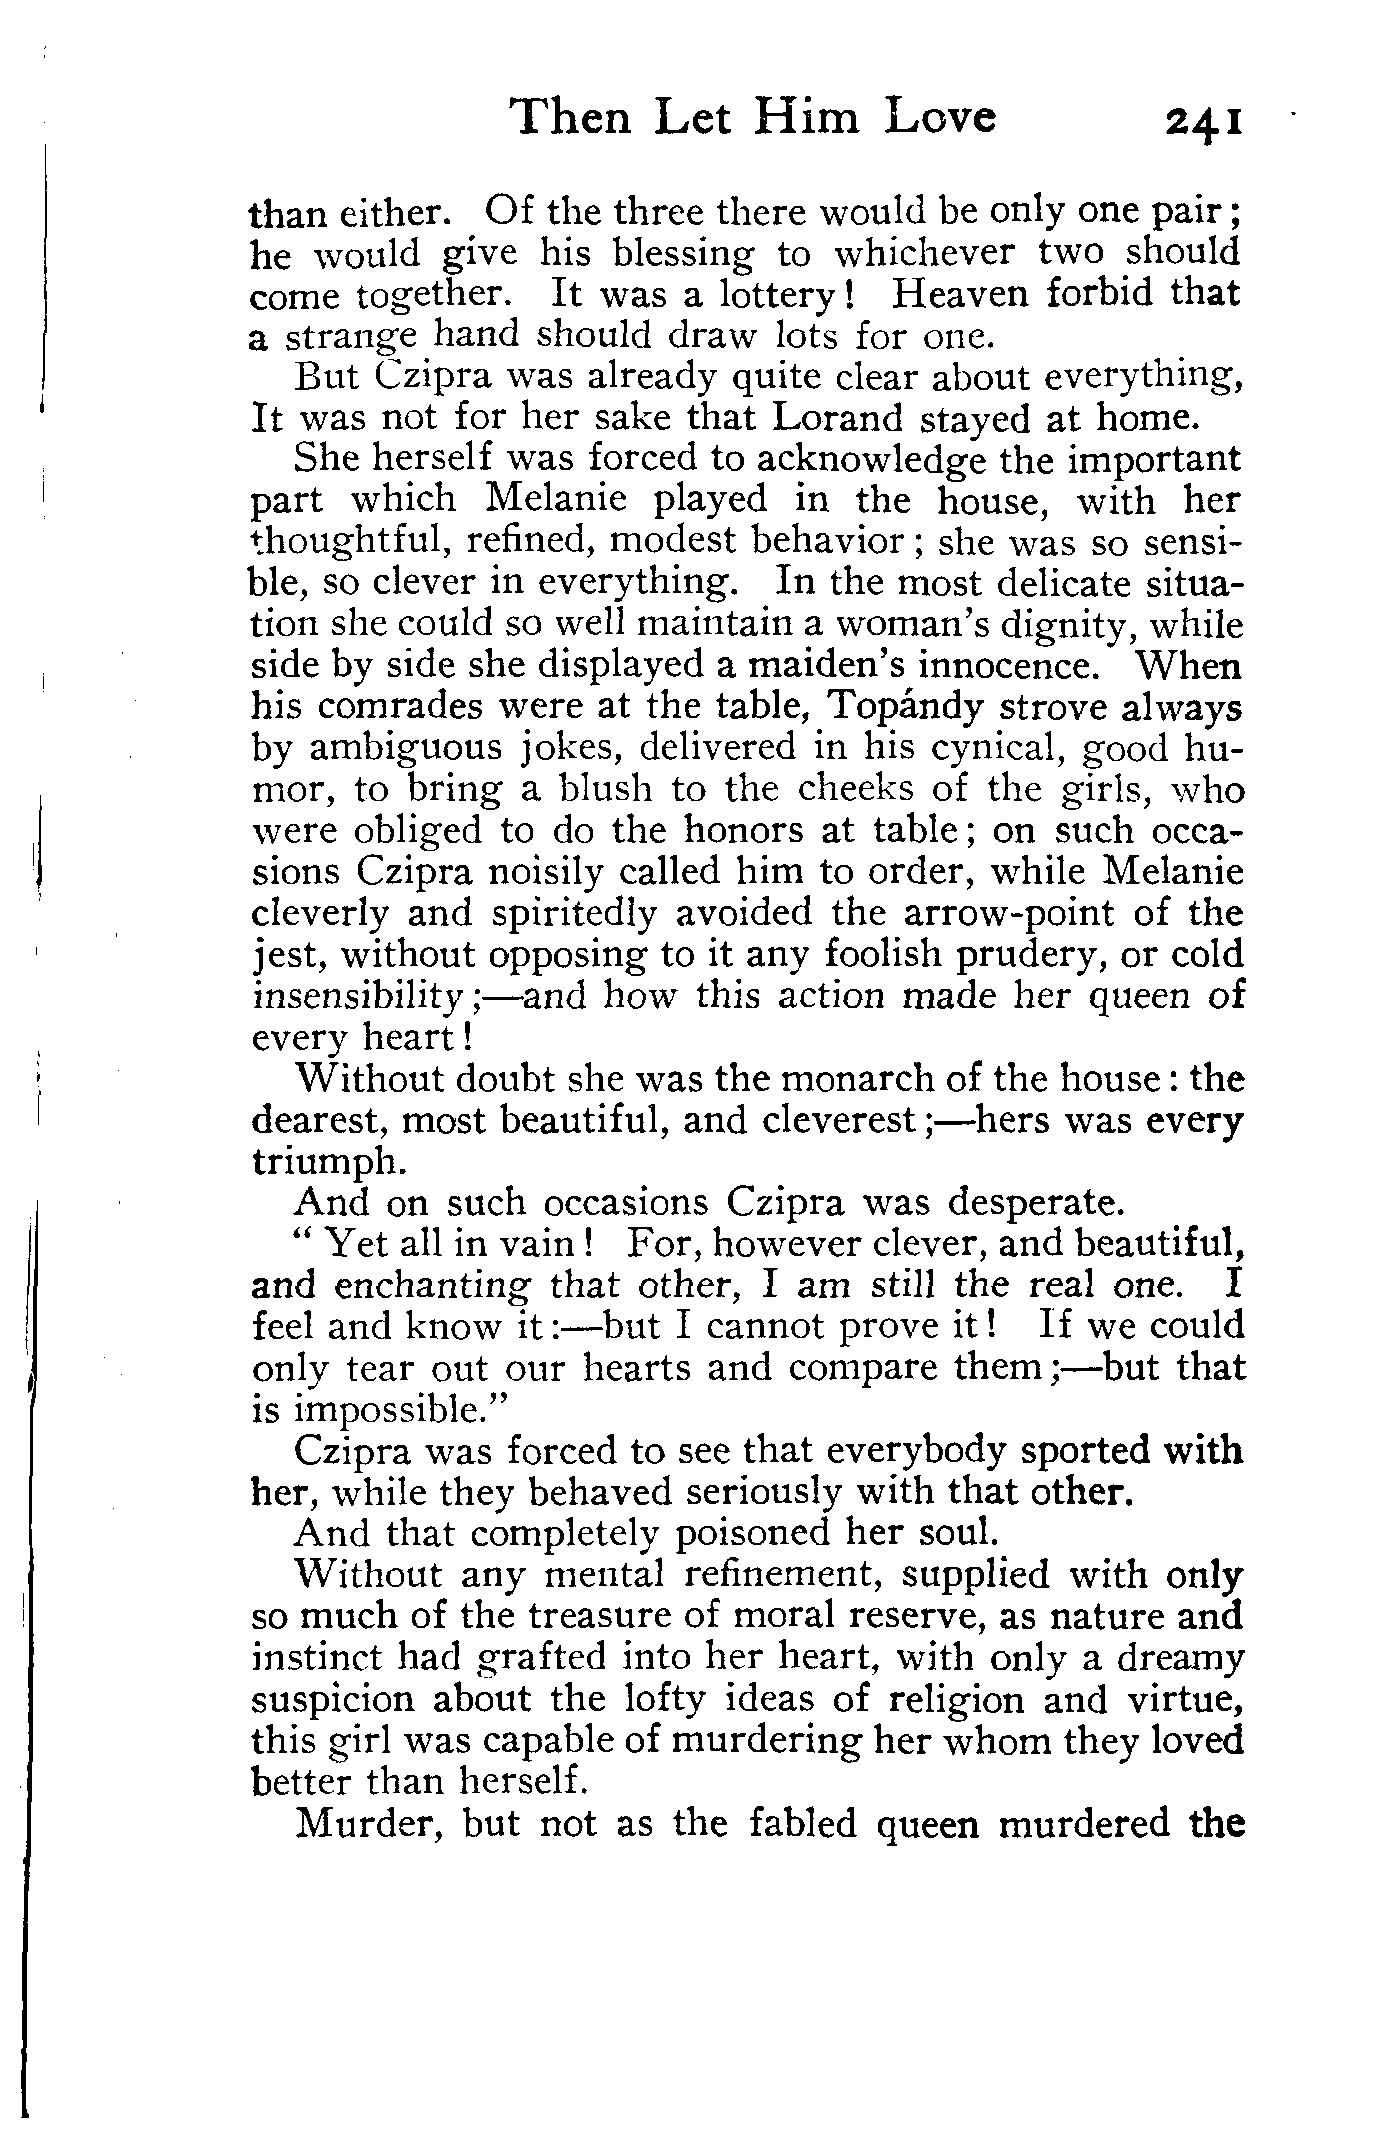 Then Let Him Love 241
than either. Of the three there would be only one pair;
he would give his blessing to whichever two should
come together. It was a lottery! Heaven forbid that
a strange hand should draw lots for one.
But Czipra was already quite clear about everything,
It was not for her sake that Lorand stayed at home.
She herself was forced to acknowledge the important
part which Melanie played in the house, with her
thoughtful, refined, modest behavior; she was so sensi-
ble, so clever in everything. In the most delicate situa-
tion she could so well maintain a woman's dignity, while
side by side she displayed a maiden's innocence. When
his comrades were at the table, Topándy strove always
by ambiguous jokes, delivered in his cynical, good hu-
mor, to bring a blush to the cheeks of the girls, who
were obliged to do the honors at table; on such occa-
sions Czipra noisily called him to order, while Melanie
cleverly and spiritedly avoided the arrow-point of the
jest, without opposing to it any foolish prudery, or cold
insensibility;—and how this action made her queen of
every heart!
Without doubt she was the monarch of the house: the
dearest, most beautiful, and cleverest;—hers was every
triumph.
And on such occasions Czipra was desperate.
"Yet all in vain! For, however clever, and beautiful,
and enchanting that other, I am still the real one. I
feel and know it:—but I cannot prove it! If we could
only tear out our hearts and compare them;—but that
is impossible."
Czipra was forced to see that everybody sported with
her, while they behaved seriously with that other.
And that completely poisoned her soul.
Without any mental refinement, supplied with only
so much of the treasure of moral reserve, as nature and
instinct had grafted into her heart, with only a dreamy
suspicion about the lofty ideas of religion and virtue,
this girl was capable of murdering her whom they loved
better than herself.
Murder, but not as the fabled queen murdered the